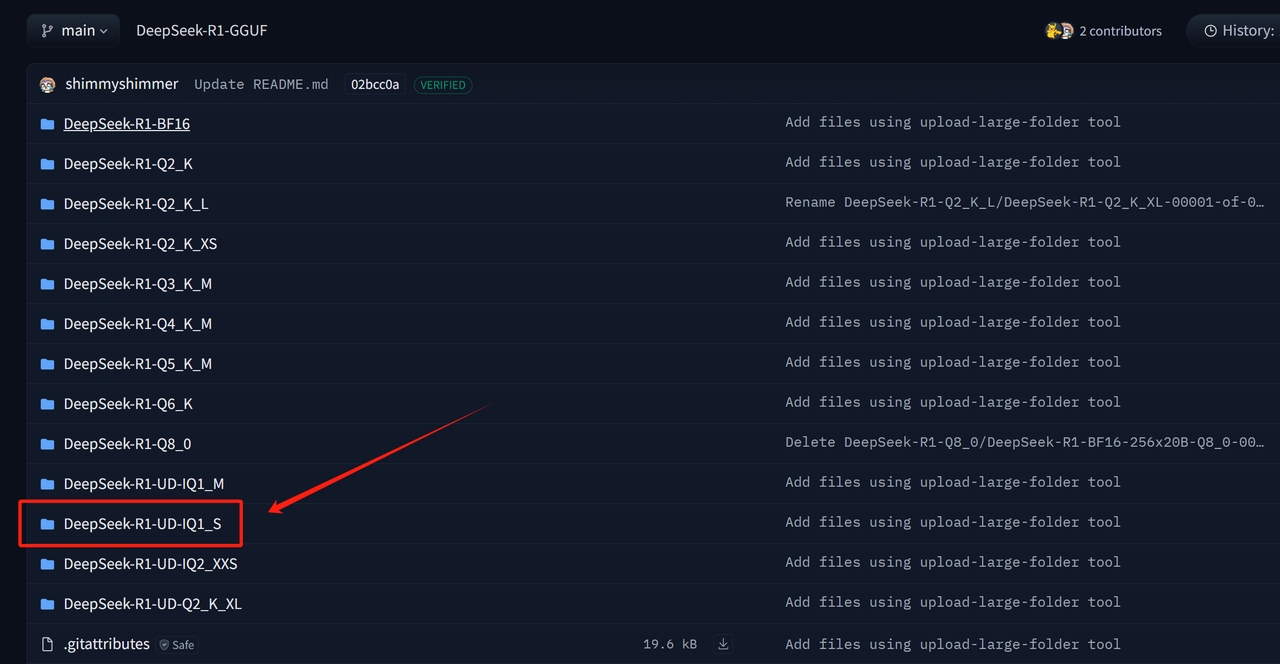 main DeepSeek-R1-GGUF 2 contributors History:
shimmyshimmer Update README.md 02bcc0a VERIFIED
DeepSeek-R1-BF16 Add files using upload-large-folder tool
DeepSeek-R1-Q2_K Add files using upload-large-folder tool
DeepSeek-R1-Q2_K_L Rename DeepSeek-R1-Q2_K_L/DeepSeek-R1-Q2_K_XL-00001-of-0…
DeepSeek-R1-Q2_K_XS Add files using upload-large-folder tool
DeepSeek-R1-Q3_K_M Add files using upload-large-folder tool
DeepSeek-R1-Q4_K_M Add files using upload-large-folder tool
DeepSeek-R1-Q5_K_M Add files using upload-large-folder tool
DeepSeek-R1-Q6_K Add files using upload-large-folder tool
DeepSeek-R1-Q8_0 Delete DeepSeek-R1-Q8_0/DeepSeek-R1-BF16-256x20B-Q8_0-00…
DeepSeek-R1-UD-IQ1_M Add files using upload-large-folder tool
DeepSeek-R1-UD-IQ1_S Add files using upload-large-folder tool
DeepSeek-R1-UD-IQ2_XXS Add files using upload-large-folder tool
DeepSeek-R1-UD-Q2_K_XL Add files using upload-large-folder tool
.gitattributes Safe 19.6 kB Add files using upload-large-folder tool